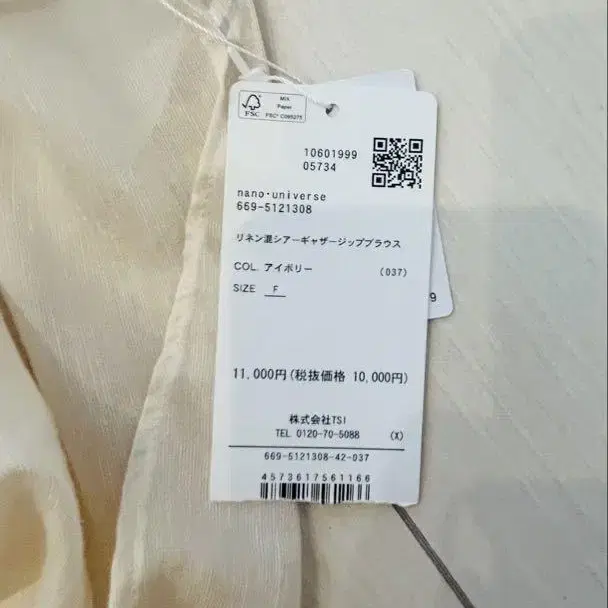 FSC
MIX
Paper
FSC® C095275
10601999
05734
nano・universe
669-5121308
リネン混シアーギャザージップブラウス
COL. アイボリー (037)
SIZE F
9
11,000円(税抜価格 10,000円)
株式会社TSI
TEL 0120-70-5088 (X)
669-5121308-42-037
4573617561166